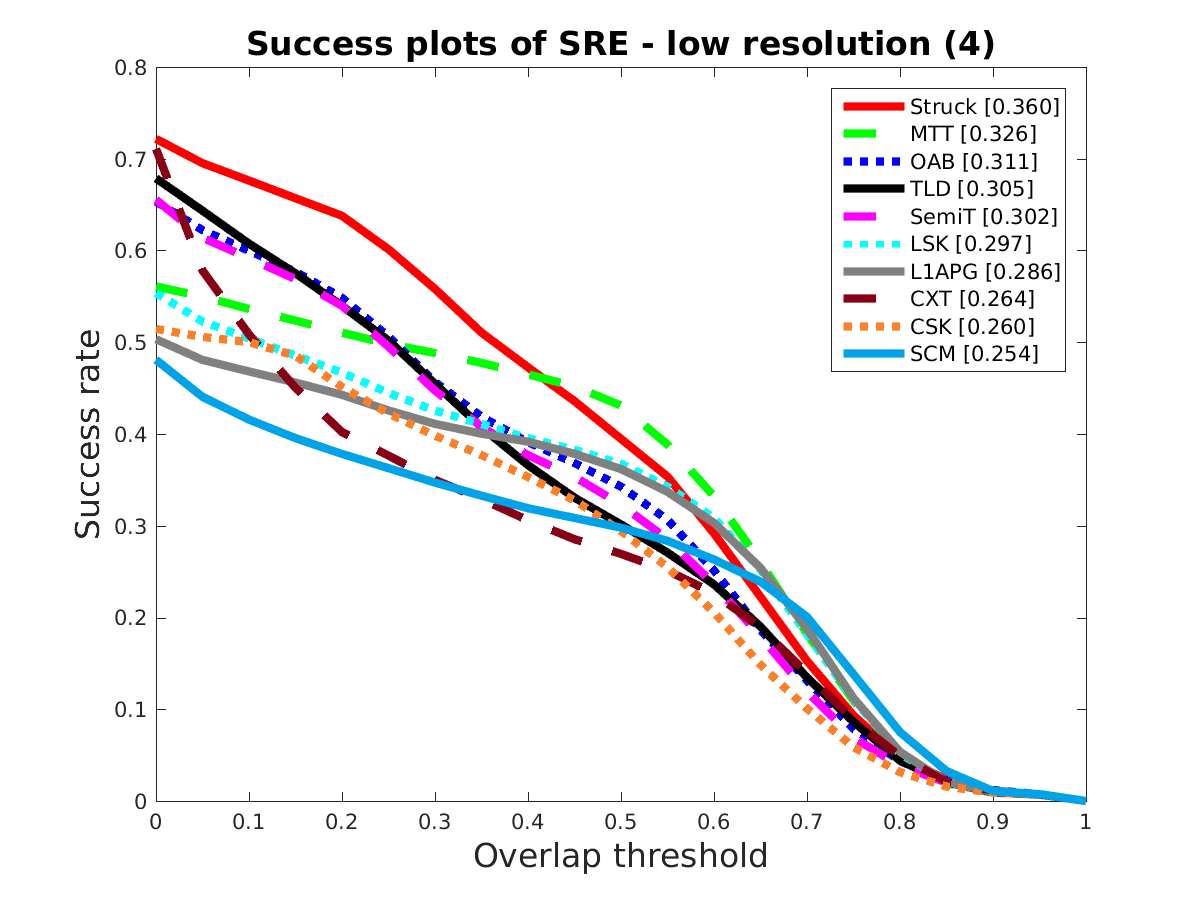 Success plots of SRE - low resolution (4)
0.8
0.7
0.6
0.5
0.4
0.3
0.2
0.1
0
Success rate
Struck [0.360]
MTT [0.326]
OAB [0.311]
TLD [0.305]
SemiT [0.302]
LSK [0.297]
L1APG [0.286]
CXT [0.264]
CSK [0.260]
SCM [0.254]
0 0.1 0.2 0.3 0.4 0.5 0.6 0.7 0.8 0.9 1
Overlap threshold